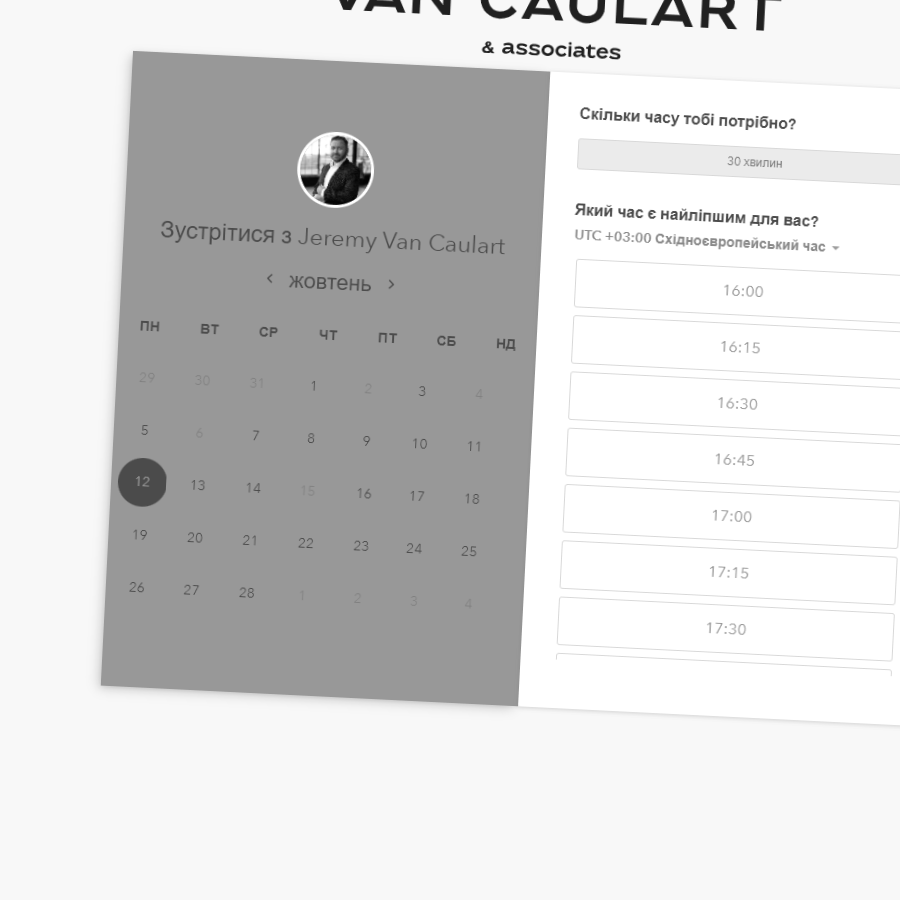 VAN CAULART
& associates
Зустрітися з Jeremy Van Caulart
жовтень
ПН ВТ СР ЧТ ПТ СБ НД
29 30 31 1 2 3 4
5 6 7 8 9 10 11
12 13 14 15 16 17 18
19 20 21 22 23 24 25
26 27 28 1 2 3 4
Скільки часу тобі потрібно?
30 хвилин
Який час є найліпшим для вас?
UTC +03:00 Східноєвропейський час
16:00
16:15
16:30
16:45
17:00
17:15
17:30